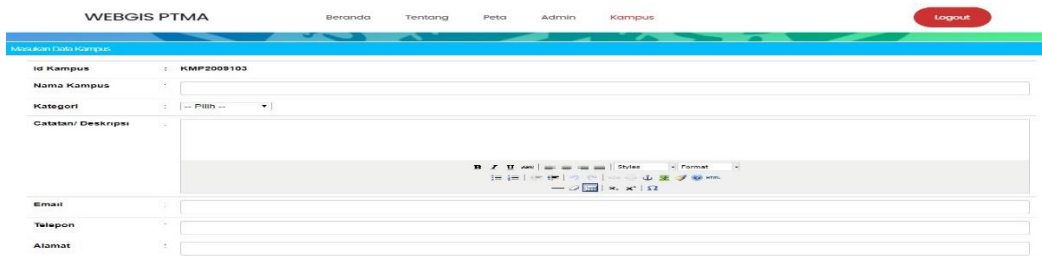 WEBGIS PTMA Beranda Tentang Peta Admin Kampus Logout
Masukan Data Kampus
Id Kampus : KMP2009103
Nama Kampus :
Kategori : -- Pilih --
Catatan/ Deskripsi :
B I U ABC Styles Format
HTML
Email :
Telepon :
Alamat :